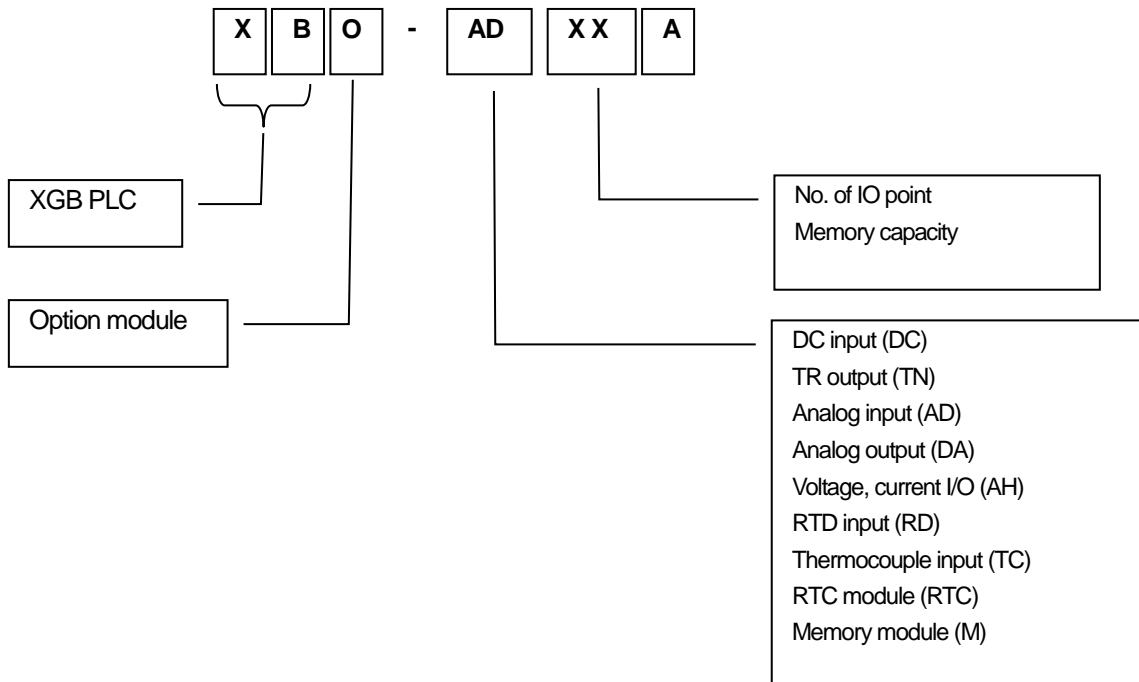 X B O - AD X X A
XGB PLC
Option module
No. of IO point
Memory capacity
DC input (DC)
TR output (TN)
Analog input (AD)
Analog output (DA)
Voltage, current I/O (AH)
RTD input (RD)
Thermocouple input (TC)
RTC module (RTC)
Memory module (M)